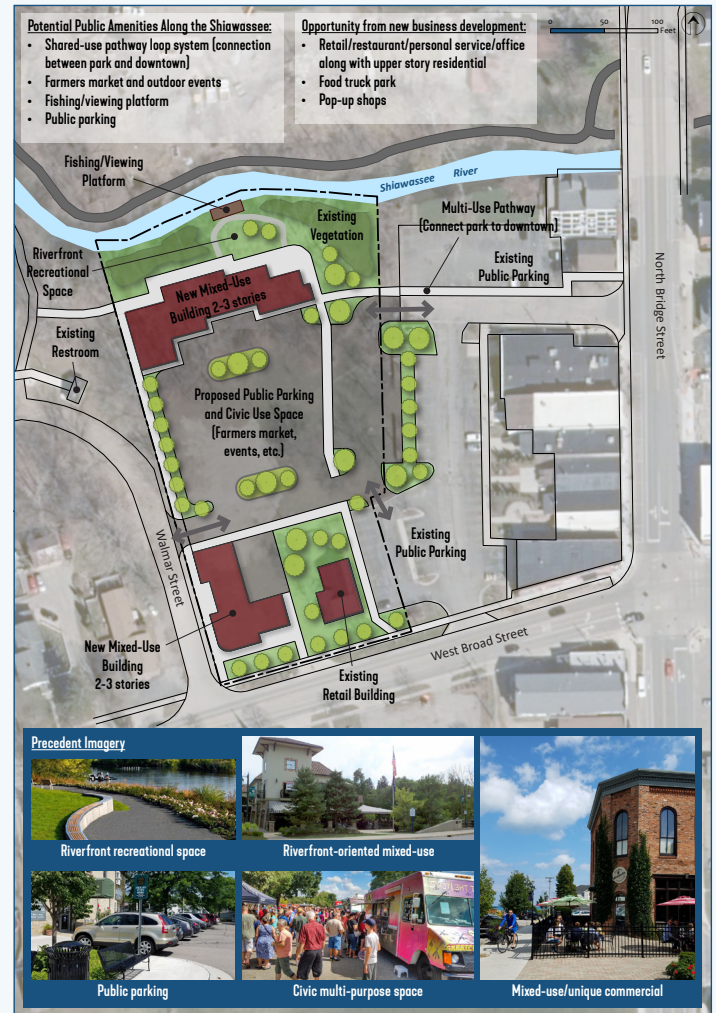 Potential Public Amenities Along the Shiawassee:
• Shared-use pathway loop system (connection
between park and downtown)
• Farmers market and outdoor events
• Fishing/viewing platform
• Public parking
Opportunity from new business development:
• Retail/restaurant/personal service/office
along with upper story residential
• Food truck park
• Pop-up shops
0 50 100
Feet
Fishing/Viewing
Platform
Shiawassee River
Existing
Vegetation
Multi-Use Pathway
(Connect park to downtown)
Riverfront
Recreational
Space
Existing
Public Parking
New Mixed-Use
Building 2-3 stories
North Bridge Street
Existing
Restroom
Proposed Public Parking
and Civic Use Space
(Farmers market,
events, etc.)
Existing
Public Parking
Walmar Street
West Broad Street
New Mixed-Use
Building
2-3 stories
Existing
Retail Building
Precedent Imagery
Riverfront recreational space
Riverfront-oriented mixed-use
Public parking
Civic multi-purpose space
Mixed-use/unique commercial